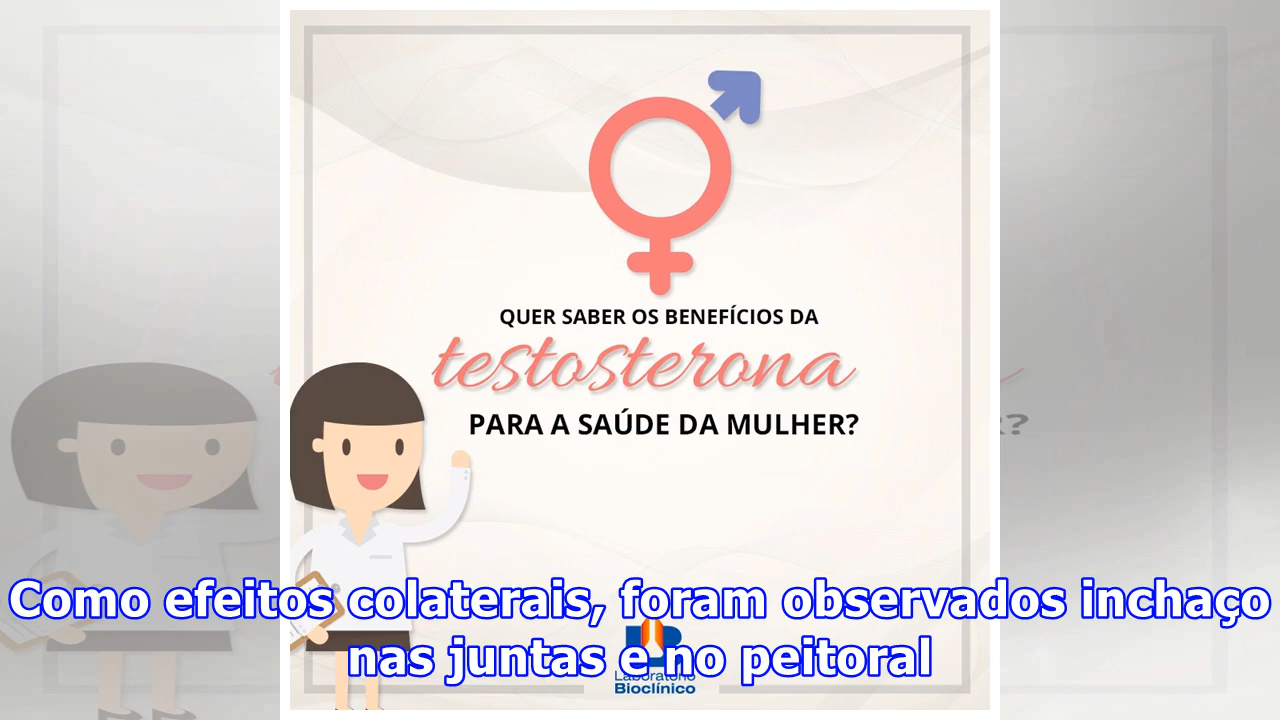 QUER SABER OS BENEFÍCIOS DA
testosterona
PARA A SAÚDE DA MULHER?
R?
Como efeitos colaterais, foram observados inchaço
nas juntas e no peitoral
Laboratório
Bioclínico